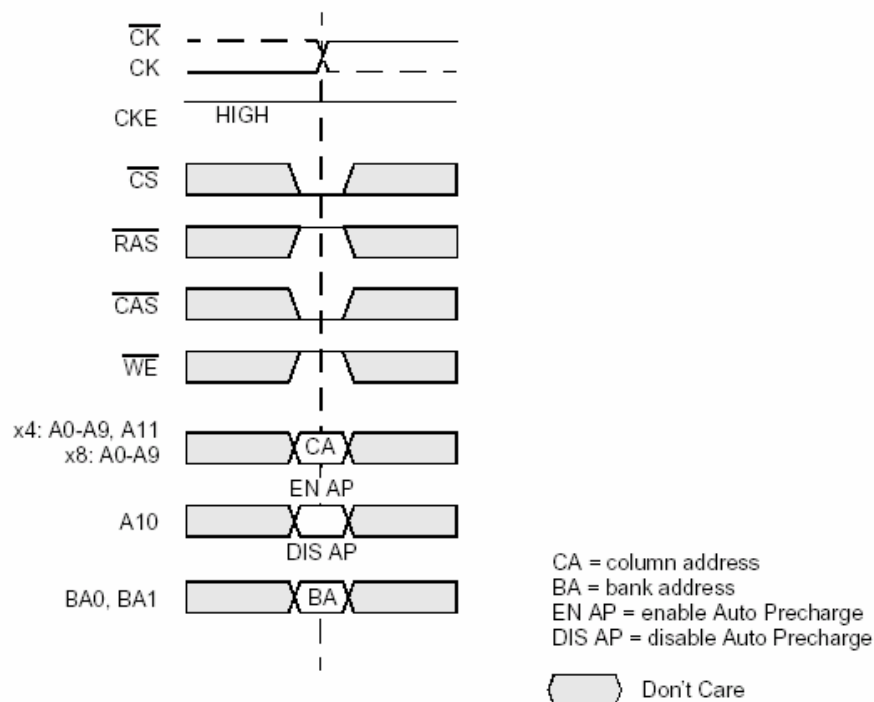 CK
CK
CKE
HIGH
CS
RAS
CAS
WE
x4: A0-A9, A11
x8: A0-A9
CA
EN AP
A10
DIS AP
BA0, BA1
BA
CA = column address
BA = bank address
EN AP = enable Auto Precharge
DIS AP = disable Auto Precharge
Don't Care